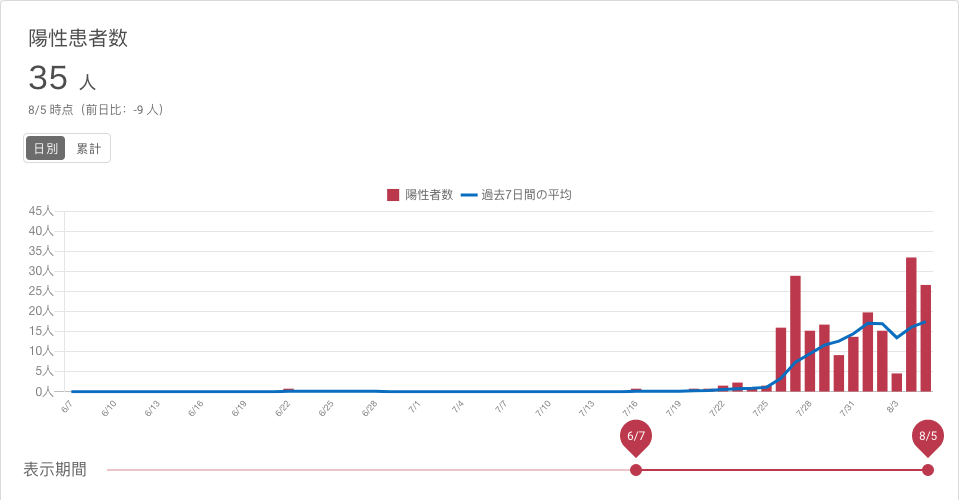 陽性患者数
35 人
8/5 時点（前日比：-9 人）
日別 累計
陽性者数 過去7日間の平均
45人
40人
35人
30人
25人
20人
15人
10人
5人
0人
6/7 6/10 6/13 6/16 6/19 6/22 6/25 6/28 7/1 7/4 7/7 7/10 7/13 7/16 7/19 7/22 7/25 7/28 7/31 8/3
6/7 8/5
表示期間